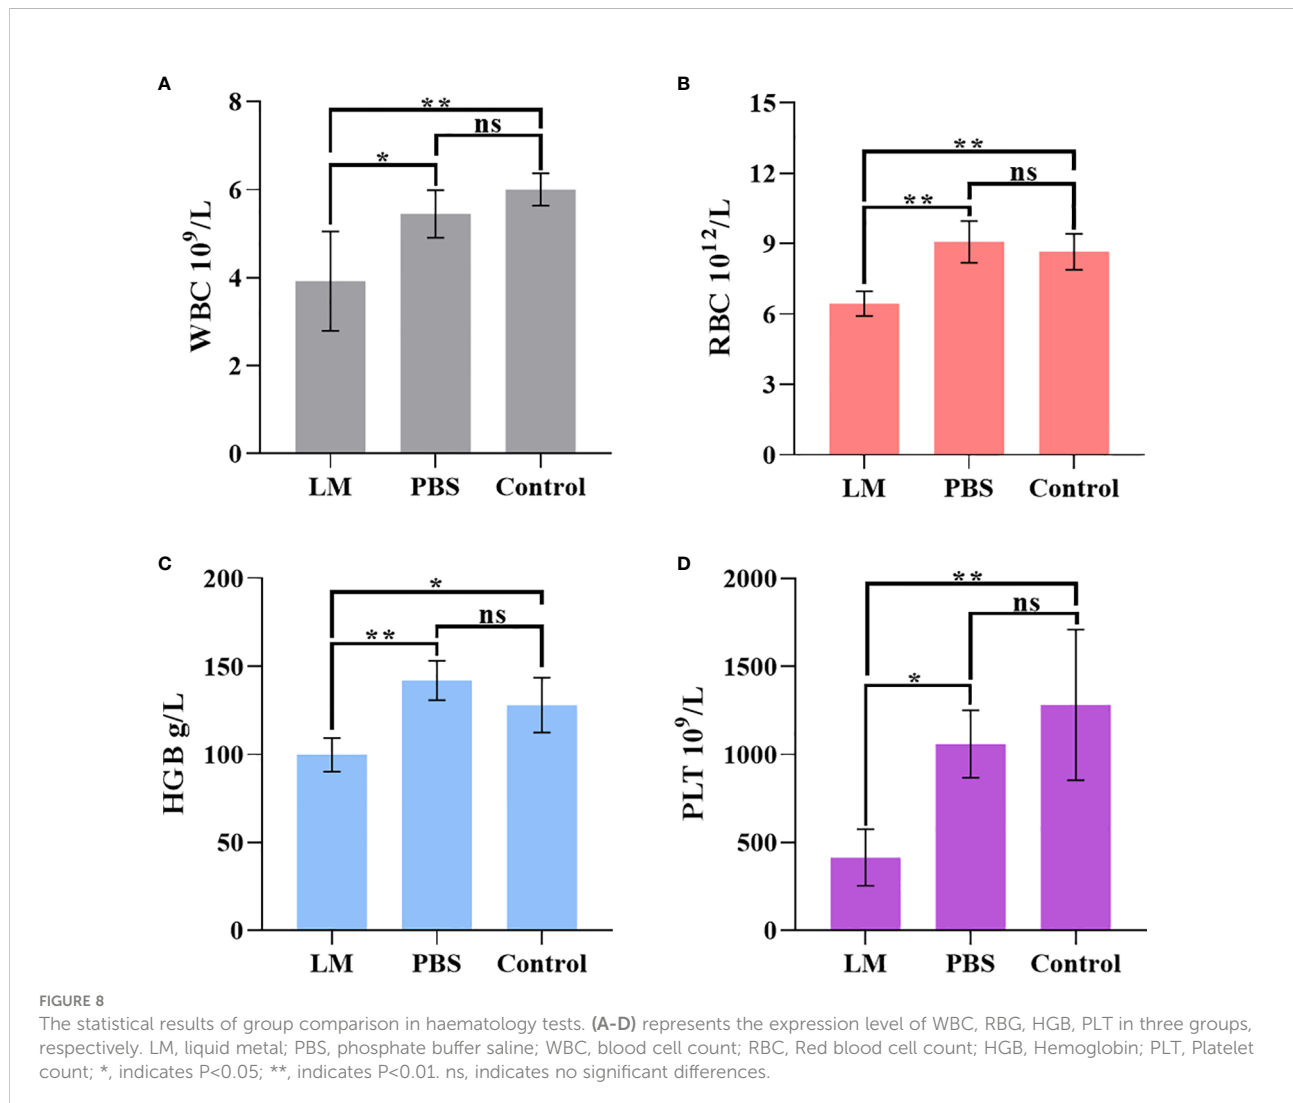 A
8
6
4
2
0
WBC 10⁹/L
**
ns
*
LM PBS Control
B
15
12
9
6
3
0
RBC 10¹²/L
**
ns
**
LM PBS Control
C
200
150
100
50
0
HGB g/L
*
ns
**
LM PBS Control
D
2000
1500
1000
500
0
PLT 10⁹/L
**
ns
*
LM PBS Control
FIGURE 8
The statistical results of group comparison in haematology tests. (A-D) represents the expression level of WBC, RBG, HGB, PLT in three groups,
respectively. LM, liquid metal; PBS, phosphate buffer saline; WBC, blood cell count; RBC, Red blood cell count; HGB, Hemoglobin; PLT, Platelet
count; *, indicates P<0.05; **, indicates P<0.01. ns, indicates no significant differences.